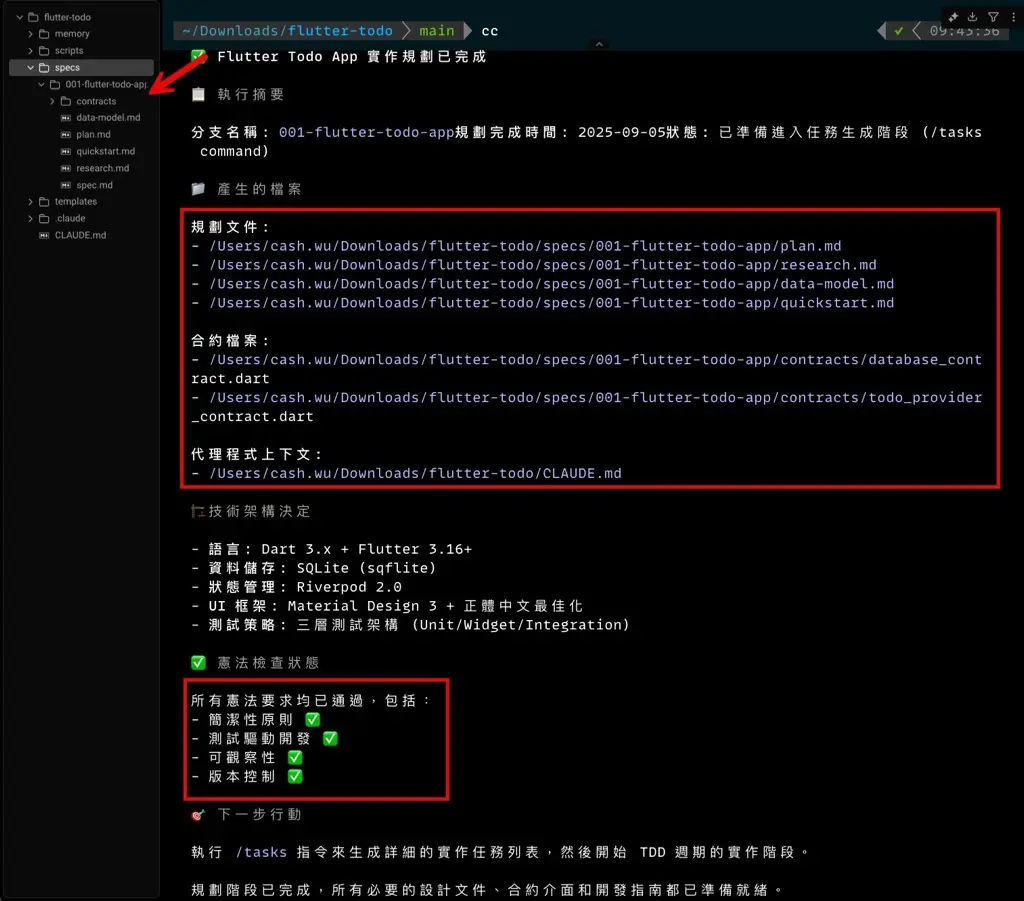 flutter-todo
memory
scripts
specs
001-flutter-todo-app
contracts
data-model.md
plan.md
quickstart.md
research.md
spec.md
templates
.claude
CLAUDE.md
~/Downloads/flutter-todo main cc
✔ 09:43:36
✅ Flutter Todo App 實作規劃已完成
📋 執行摘要
分支名稱: 001-flutter-todo-app規劃完成時間: 2025-09-05狀態: 已準備進入任務生成階段 (/tasks
command)
📁 產生的檔案
規劃文件:
- /Users/cash.wu/Downloads/flutter-todo/specs/001-flutter-todo-app/plan.md
- /Users/cash.wu/Downloads/flutter-todo/specs/001-flutter-todo-app/research.md
- /Users/cash.wu/Downloads/flutter-todo/specs/001-flutter-todo-app/data-model.md
- /Users/cash.wu/Downloads/flutter-todo/specs/001-flutter-todo-app/quickstart.md
合約檔案:
- /Users/cash.wu/Downloads/flutter-todo/specs/001-flutter-todo-app/contracts/database_cont
ract.dart
- /Users/cash.wu/Downloads/flutter-todo/specs/001-flutter-todo-app/contracts/todo_provider
_contract.dart
代理程式上下文:
- /Users/cash.wu/Downloads/flutter-todo/CLAUDE.md
🏗️技術架構決定
- 語言: Dart 3.x + Flutter 3.16+
- 資料儲存: SQLite (sqflite)
- 狀態管理: Riverpod 2.0
- UI 框架: Material Design 3 + 正體中文最佳化
- 測試策略: 三層測試架構 (Unit/Widget/Integration)
✅ 憲法檢查狀態
所有憲法要求均已通過，包括：
- 簡潔性原則 ✅
- 測試驅動開發 ✅
- 可觀察性 ✅
- 版本控制 ✅
🎯 下一步行動
執行 /tasks 指令來生成詳細的實作任務列表，然後開始 TDD 週期的實作階段。
規劃階段已完成，所有必要的設計文件、合約介面和開發指南都已準備就緒。